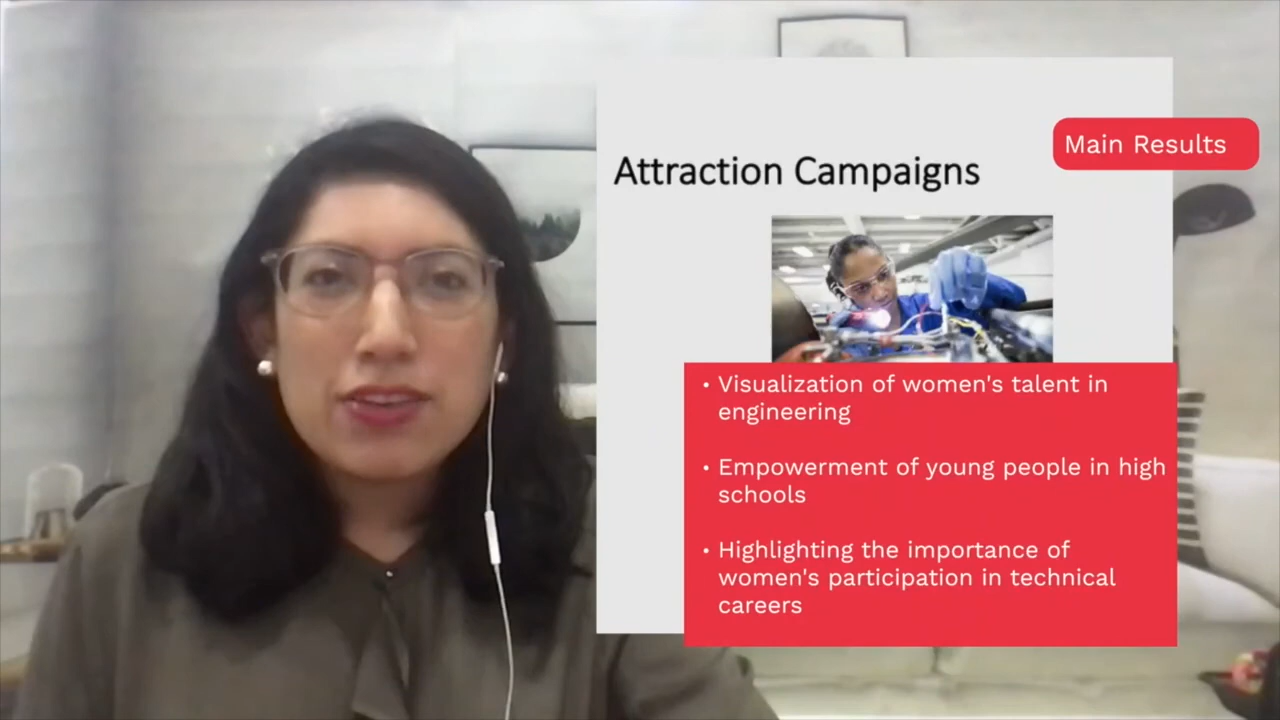 Main Results
Attraction Campaigns
• Visualization of women's talent in
engineering
• Empowerment of young people in high
schools
• Highlighting the importance of
women's participation in technical
careers